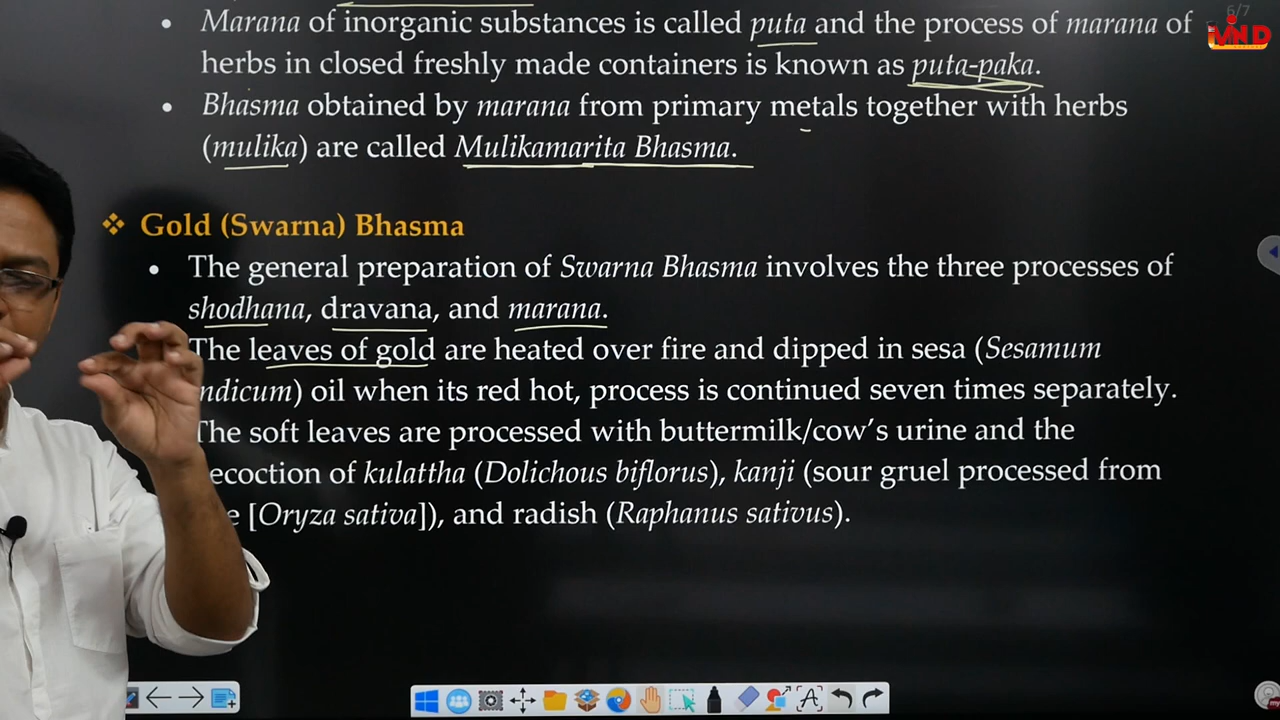 6/7
MND
Marana of inorganic substances is called puta and the process of marana of
herbs in closed freshly made containers is known as puta-paka.
Bhasma obtained by marana from primary metals together with herbs
(mulika) are called Mulikamarita Bhasma.
Gold (Swarna) Bhasma
The general preparation of Swarna Bhasma involves the three processes of
shodhana, dravana, and marana.
The leaves of gold are heated over fire and dipped in sesa (Sesamum
ndicum) oil when its red hot, process is continued seven times separately.
The soft leaves are processed with buttermilk/cow's urine and the
ecoction of kulattha (Dolichous biflorus), kanji (sour gruel processed from
e [Oryza sativa]), and radish (Raphanus sativus).